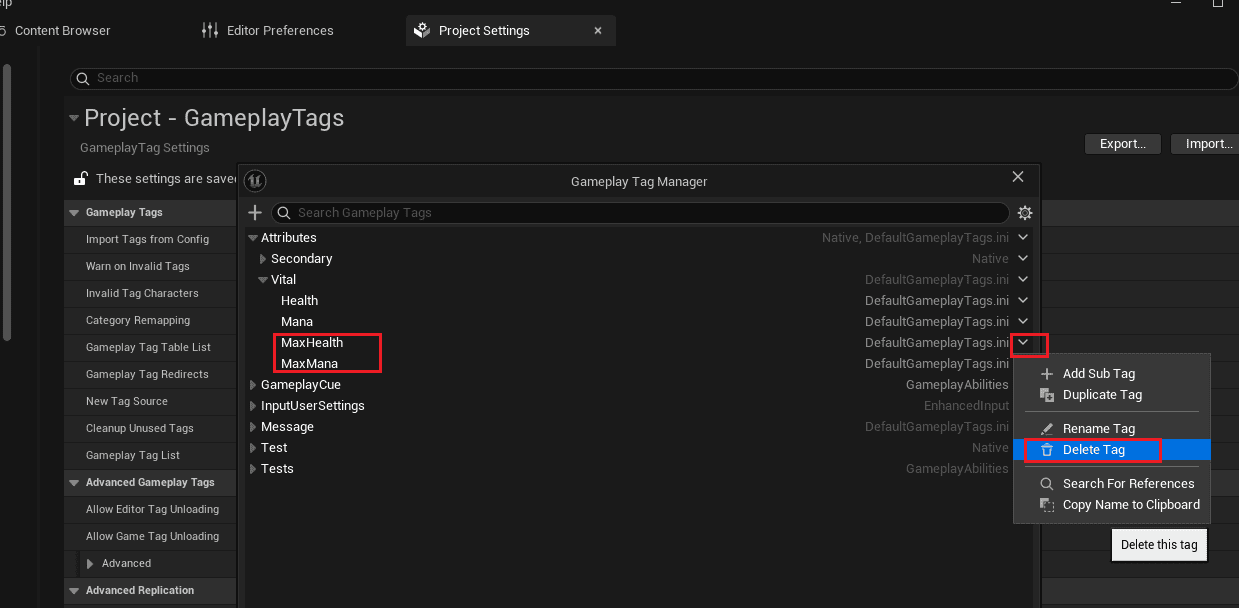 elp
Content Browser
Editor Preferences
Project Settings
Search
Project - GameplayTags
GameplayTag Settings
Export...
Import...
These settings are saved
Gameplay Tag Manager
Search Gameplay Tags
Gameplay Tags
Import Tags from Config
Warn on Invalid Tags
Invalid Tag Characters
Category Remapping
Gameplay Tag Table List
Gameplay Tag Redirects
New Tag Source
Cleanup Unused Tags
Gameplay Tag List
Advanced Gameplay Tags
Allow Editor Tag Unloading
Allow Game Tag Unloading
Advanced
Advanced Replication
Attributes Native, DefaultGameplayTags.ini
Secondary Native
Vital DefaultGameplayTags.ini
Health DefaultGameplayTags.ini
Mana DefaultGameplayTags.ini
MaxHealth DefaultGameplayTags.ini
MaxMana DefaultGameplayTags.ini
GameplayCue GameplayAbilities
InputUserSettings EnhancedInput
Message DefaultGameplayTags.ini
Test Native
Tests GameplayAbilities
Add Sub Tag
Duplicate Tag
Rename Tag
Delete Tag
Search For References
Copy Name to Clipboard
Delete this tag